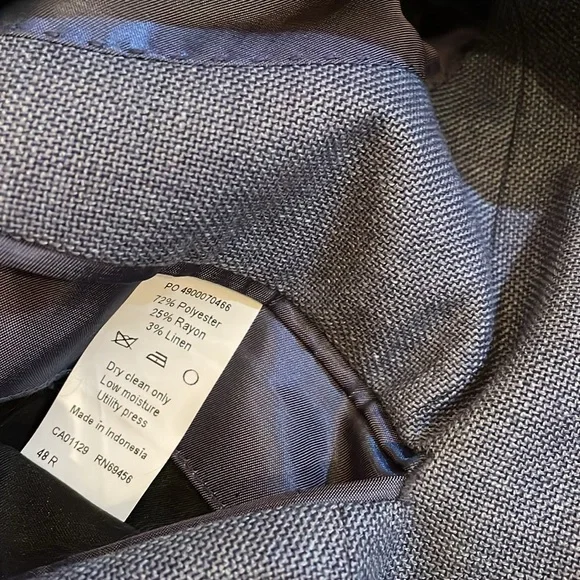 PO 4900070466
72% Polyester
25% Rayon
3% Linen
Dry clean only
Low moisture
Utility press
Made in Indonesia
CA01129 RN69456
48 R